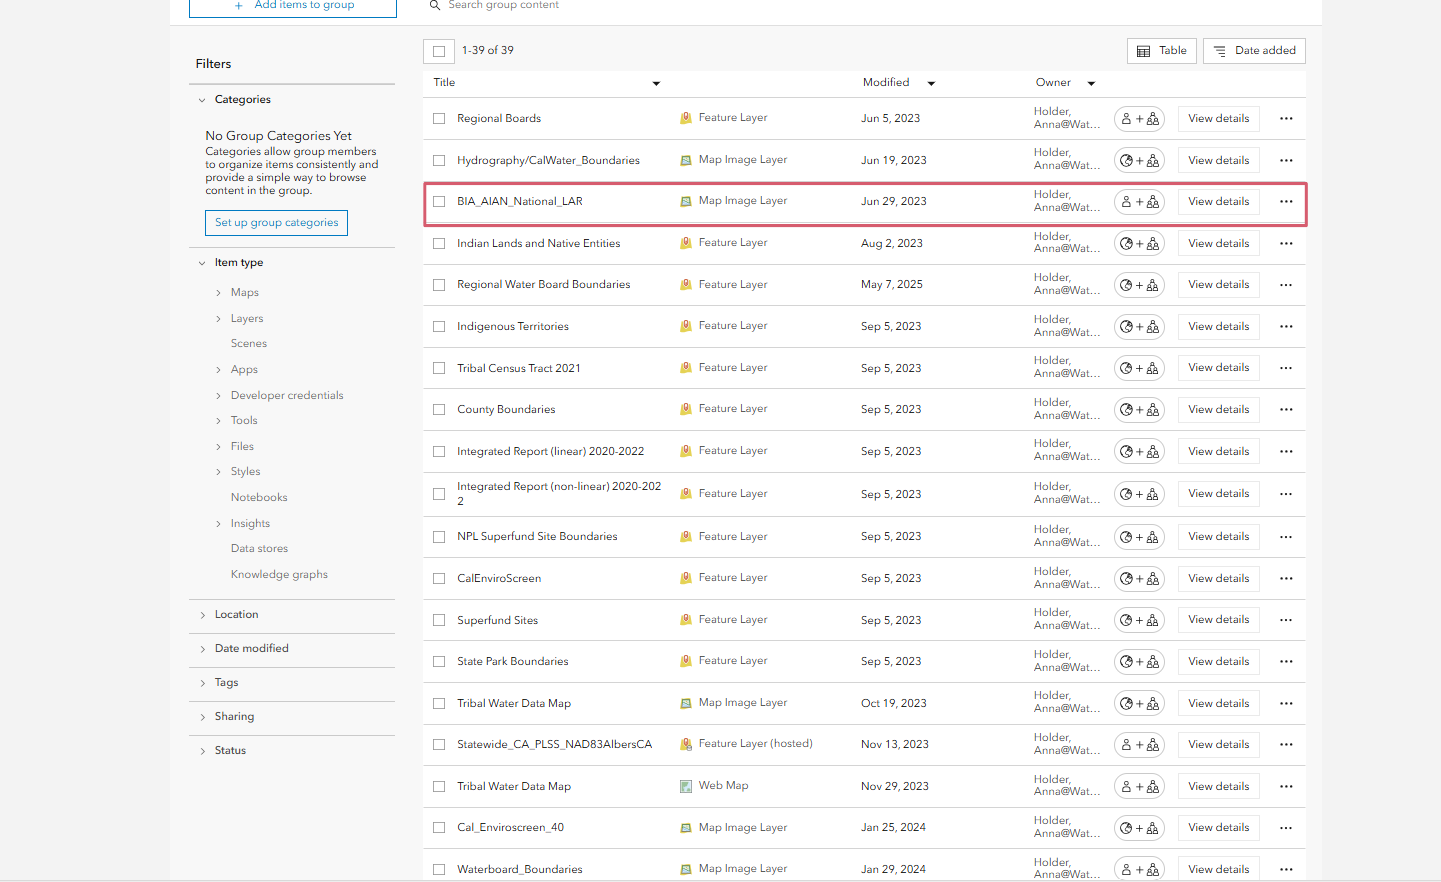 + Add items to group
Search group content
Filters
Categories
No Group Categories Yet
Categories allow group members
to organize items consistently and
provide a simple way to browse
content in the group.
Set up group categories
Item type
Maps
Layers
Scenes
Apps
Developer credentials
Tools
Files
Styles
Notebooks
Insights
Data stores
Knowledge graphs
Location
Date modified
Tags
Sharing
Status
1-39 of 39
Table
Date added
Title Modified Owner
Regional Boards Feature Layer Jun 5, 2023 Holder,
Anna@Wat... View details
Hydrography/CalWater_Boundaries Map Image Layer Jun 19, 2023 Holder,
Anna@Wat... View details
BIA_AIAN_National_LAR Map Image Layer Jun 29, 2023 Holder,
Anna@Wat... View details
Indian Lands and Native Entities Feature Layer Aug 2, 2023 Holder,
Anna@Wat... View details
Regional Water Board Boundaries Feature Layer May 7, 2025 Holder,
Anna@Wat... View details
Indigenous Territories Feature Layer Sep 5, 2023 Holder,
Anna@Wat... View details
Tribal Census Tract 2021 Feature Layer Sep 5, 2023 Holder,
Anna@Wat... View details
County Boundaries Feature Layer Sep 5, 2023 Holder,
Anna@Wat... View details
Integrated Report (linear) 2020-2022 Feature Layer Sep 5, 2023 Holder,
Anna@Wat... View details
Integrated Report (non-linear) 2020-202
2 Feature Layer Sep 5, 2023 Holder,
Anna@Wat... View details
NPL Superfund Site Boundaries Feature Layer Sep 5, 2023 Holder,
Anna@Wat... View details
CalEnviroScreen Feature Layer Sep 5, 2023 Holder,
Anna@Wat... View details
Superfund Sites Feature Layer Sep 5, 2023 Holder,
Anna@Wat... View details
State Park Boundaries Feature Layer Sep 5, 2023 Holder,
Anna@Wat... View details
Tribal Water Data Map Map Image Layer Oct 19, 2023 Holder,
Anna@Wat... View details
Statewide_CA_PLSS_NAD83AlbersCA Feature Layer (hosted) Nov 13, 2023 Holder,
Anna@Wat... View details
Tribal Water Data Map Web Map Nov 29, 2023 Holder,
Anna@Wat... View details
Cal_Enviroscreen_40 Map Image Layer Jan 25, 2024 Holder,
Anna@Wat... View details
Waterboard_Boundaries Map Image Layer Jan 29, 2024 Holder,
Anna@Wat... View details